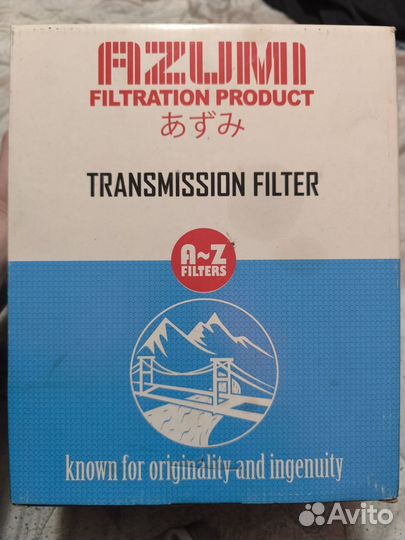 AZUMI
FILTRATION PRODUCT
あずみ
TRANSMISSION FILTER
A~Z
FILTERS
known for originality and ingenuity
Avito